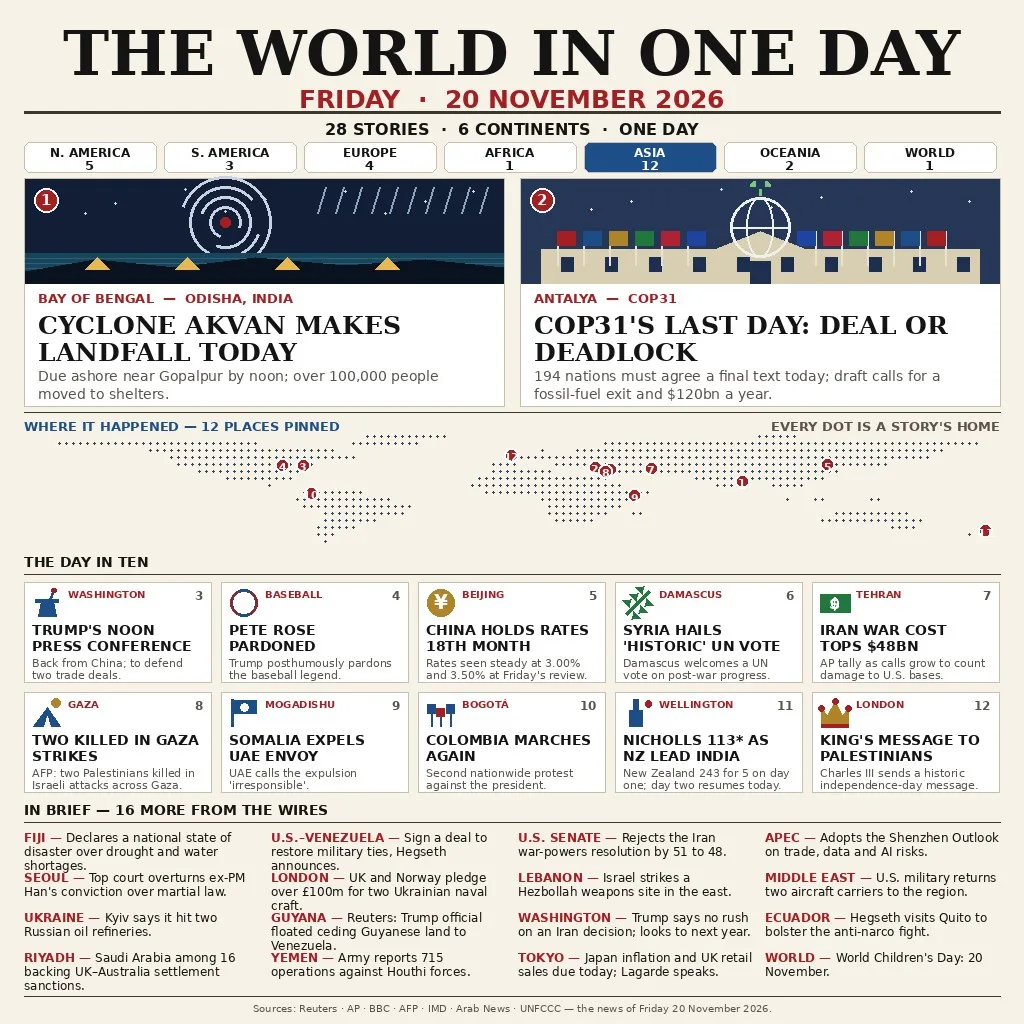 THE WORLD IN ONE DAY
FRIDAY · 20 NOVEMBER 2026
28 STORIES · 6 CONTINENTS · ONE DAY
N. AMERICA
5
S. AMERICA
3
EUROPE
4
AFRICA
1
ASIA
12
OCEANIA
2
WORLD
1
1
BAY OF BENGAL — ODISHA, INDIA
CYCLONE AKVAN MAKES
LANDFALL TODAY
Due ashore near Gopalpur by noon; over 100,000 people
moved to shelters.
2
ANTALYA — COP31
COP31'S LAST DAY: DEAL OR
DEADLOCK
194 nations must agree a final text today; draft calls for a
fossil-fuel exit and $120bn a year.
WHERE IT HAPPENED — 12 PLACES PINNED
EVERY DOT IS A STORY'S HOME
12
4
3
2
8
7
5
1
10
9
11
THE DAY IN TEN
WASHINGTON
3
TRUMP'S NOON
PRESS CONFERENCE
Back from China; to defend
two trade deals.
BASEBALL
4
PETE ROSE
PARDONED
Trump posthumously pardons
the baseball legend.
¥
BEIJING
5
CHINA HOLDS RATES
18TH MONTH
Rates seen steady at 3.00%
and 3.50% at Friday's review.
DAMASCUS
6
SYRIA HAILS
'HISTORIC' UN VOTE
Damascus welcomes a UN
vote on post-war progress.
$
TEHRAN
7
IRAN WAR COST
TOPS $48BN
AP tally as calls grow to count
damage to U.S. bases.
GAZA
8
TWO KILLED IN GAZA
STRIKES
AFP: two Palestinians killed in
Israeli attacks across Gaza.
MOGADISHU
9
SOMALIA EXPELS
UAE ENVOY
UAE calls the expulsion
'irresponsible'.
BOGOTÁ
10
COLOMBIA MARCHES
AGAIN
Second nationwide protest
against the president.
WELLINGTON
11
NICHOLLS 113* AS
NZ LEAD INDIA
New Zealand 243 for 5 on day
one; day two resumes today.
LONDON
12
KING'S MESSAGE TO
PALESTINIANS
Charles III sends a historic
independence-day message.
IN BRIEF — 16 MORE FROM THE WIRES
FIJI — Declares a national state of
disaster over drought and water
shortages.
SEOUL — Top court overturns ex-PM
Han's conviction over martial law.
UKRAINE — Kyiv says it hit two
Russian oil refineries.
RIYADH — Saudi Arabia among 16
backing UK–Australia settlement
sanctions.
U.S.–VENEZUELA — Sign a deal to
restore military ties, Hegseth
announces.
LONDON — UK and Norway pledge
over £100m for two Ukrainian naval
craft.
GUYANA — Reuters: Trump official
floated ceding Guyanese land to
Venezuela.
YEMEN — Army reports 715
operations against Houthi forces.
U.S. SENATE — Rejects the Iran
war-powers resolution by 51 to 48.
LEBANON — Israel strikes a
Hezbollah weapons site in the east.
WASHINGTON — Trump says no rush
on an Iran decision; looks to next year.
TOKYO — Japan inflation and UK retail
sales due today; Lagarde speaks.
APEC — Adopts the Shenzhen Outlook
on trade, data and AI risks.
MIDDLE EAST — U.S. military returns
two aircraft carriers to the region.
ECUADOR — Hegseth visits Quito to
bolster the anti-narco fight.
WORLD — World Children's Day: 20
November.
Sources: Reuters · AP · BBC · AFP · IMD · Arab News · UNFCCC — the news of Friday 20 November 2026.